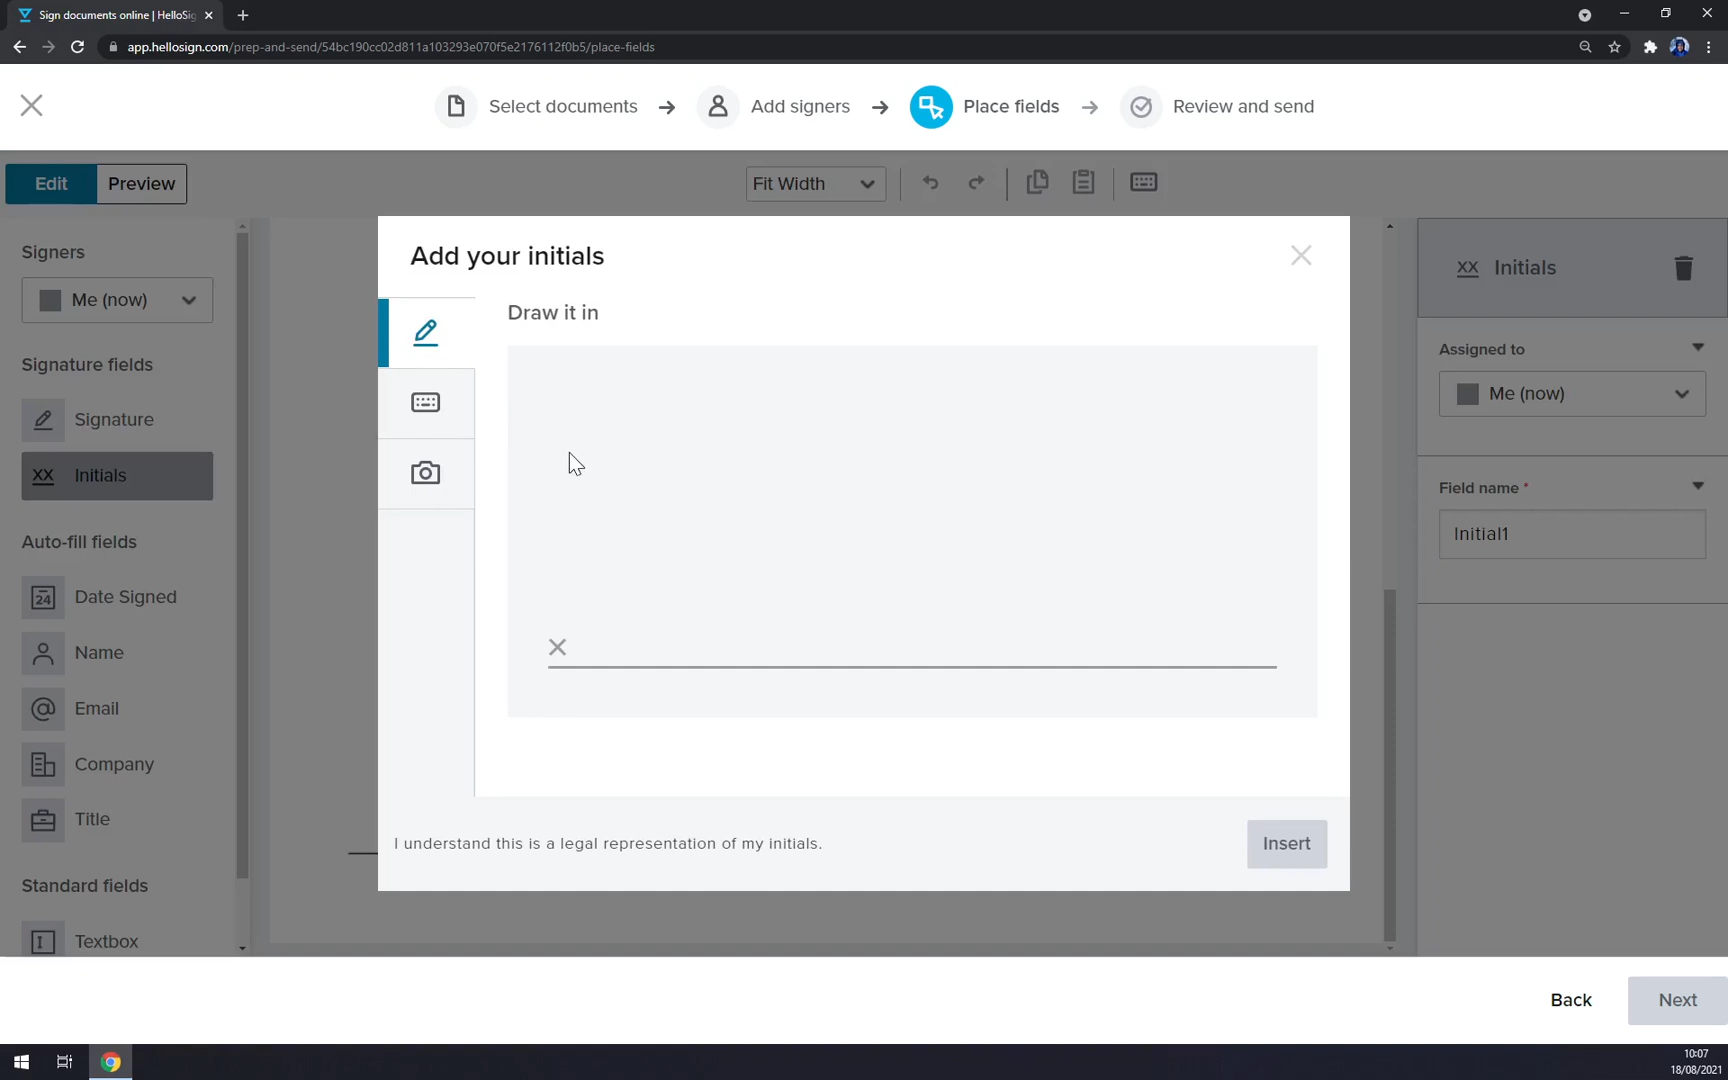 Sign documents online | HelloSig
app.hellosign.com/prep-and-send/54bc190cc02d811a103293e070f5e2176112f0b5/place-fields
Select documents
Add signers
Place fields
Review and send
Edit
Preview
Fit Width
Signers
Me (now)
Signature fields
Signature
XX Initials
Auto-fill fields
24 Date Signed
Name
@ Email
Company
Title
Standard fields
Textbox
Add your initials
Draw it in
I understand this is a legal representation of my initials.
Insert
XX Initials
Assigned to
Me (now)
Field name *
Initial1
Back
Next
10:07
18/08/2021